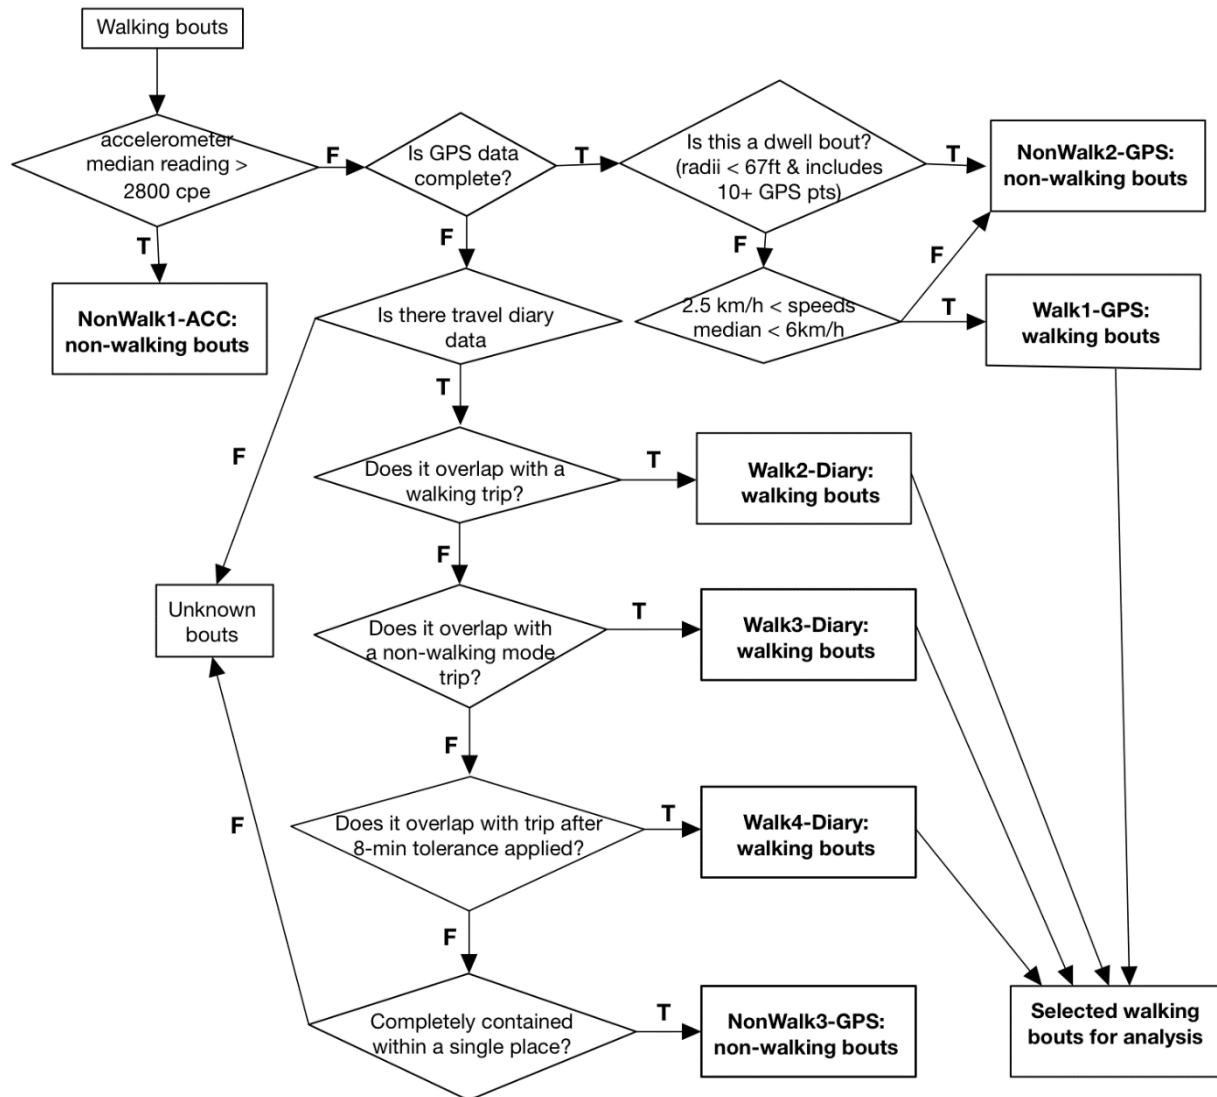 Walking bouts
accelerometer
median reading >
2800 cpe
F
Is GPS data
complete?
T
Is this a dwell bout?
(radii < 67ft & includes
10+ GPS pts)
T
NonWalk2-GPS:
non-walking bouts
T
F
F
F
NonWalk1-ACC:
non-walking bouts
Is there travel diary
data
2.5 km/h < speeds
median < 6km/h
T
Walk1-GPS:
walking bouts
T
F
Does it overlap with a
walking trip?
T
Walk2-Diary:
walking bouts
F
Unknown
bouts
Does it overlap with
a non-walking mode
trip?
T
Walk3-Diary:
walking bouts
F
F
Does it overlap with trip after
8-min tolerance applied?
T
Walk4-Diary:
walking bouts
F
Completely contained
within a single place?
T
NonWalk3-GPS:
non-walking bouts
Selected walking
bouts for analysis